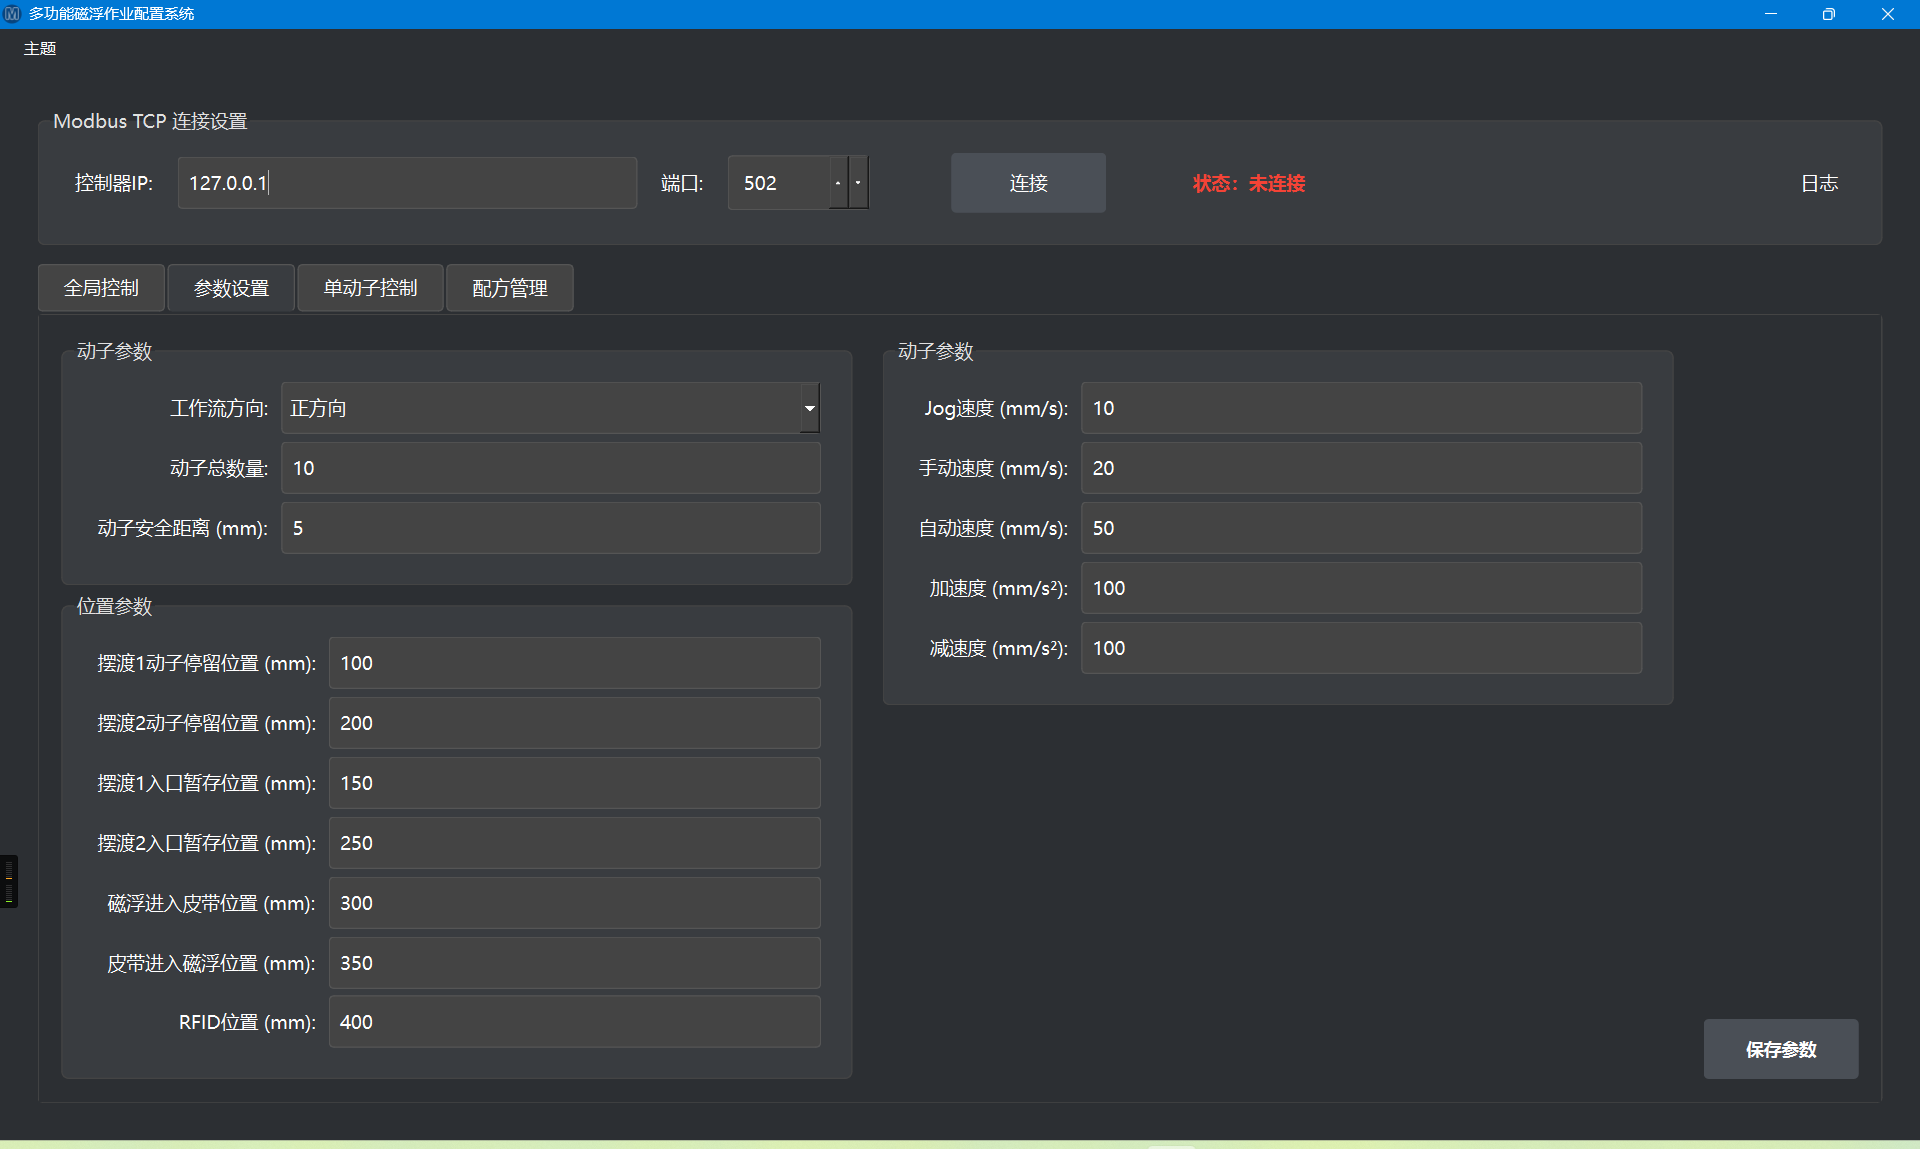 多功能磁浮作业配置系统
主题
Modbus TCP 连接设置
控制器IP: 127.0.0.1 端口: 502 连接 状态：未连接 日志
全局控制 参数设置 单动子控制 配方管理
动子参数
工作流方向: 正方向
动子总数量: 10
动子安全距离 (mm): 5
位置参数
摆渡1动子停留位置 (mm): 100
摆渡2动子停留位置 (mm): 200
摆渡1入口暂存位置 (mm): 150
摆渡2入口暂存位置 (mm): 250
磁浮进入皮带位置 (mm): 300
皮带进入磁浮位置 (mm): 350
RFID位置 (mm): 400
动子参数
Jog速度 (mm/s): 10
手动速度 (mm/s): 20
自动速度 (mm/s): 50
加速度 (mm/s²): 100
减速度 (mm/s²): 100
保存参数